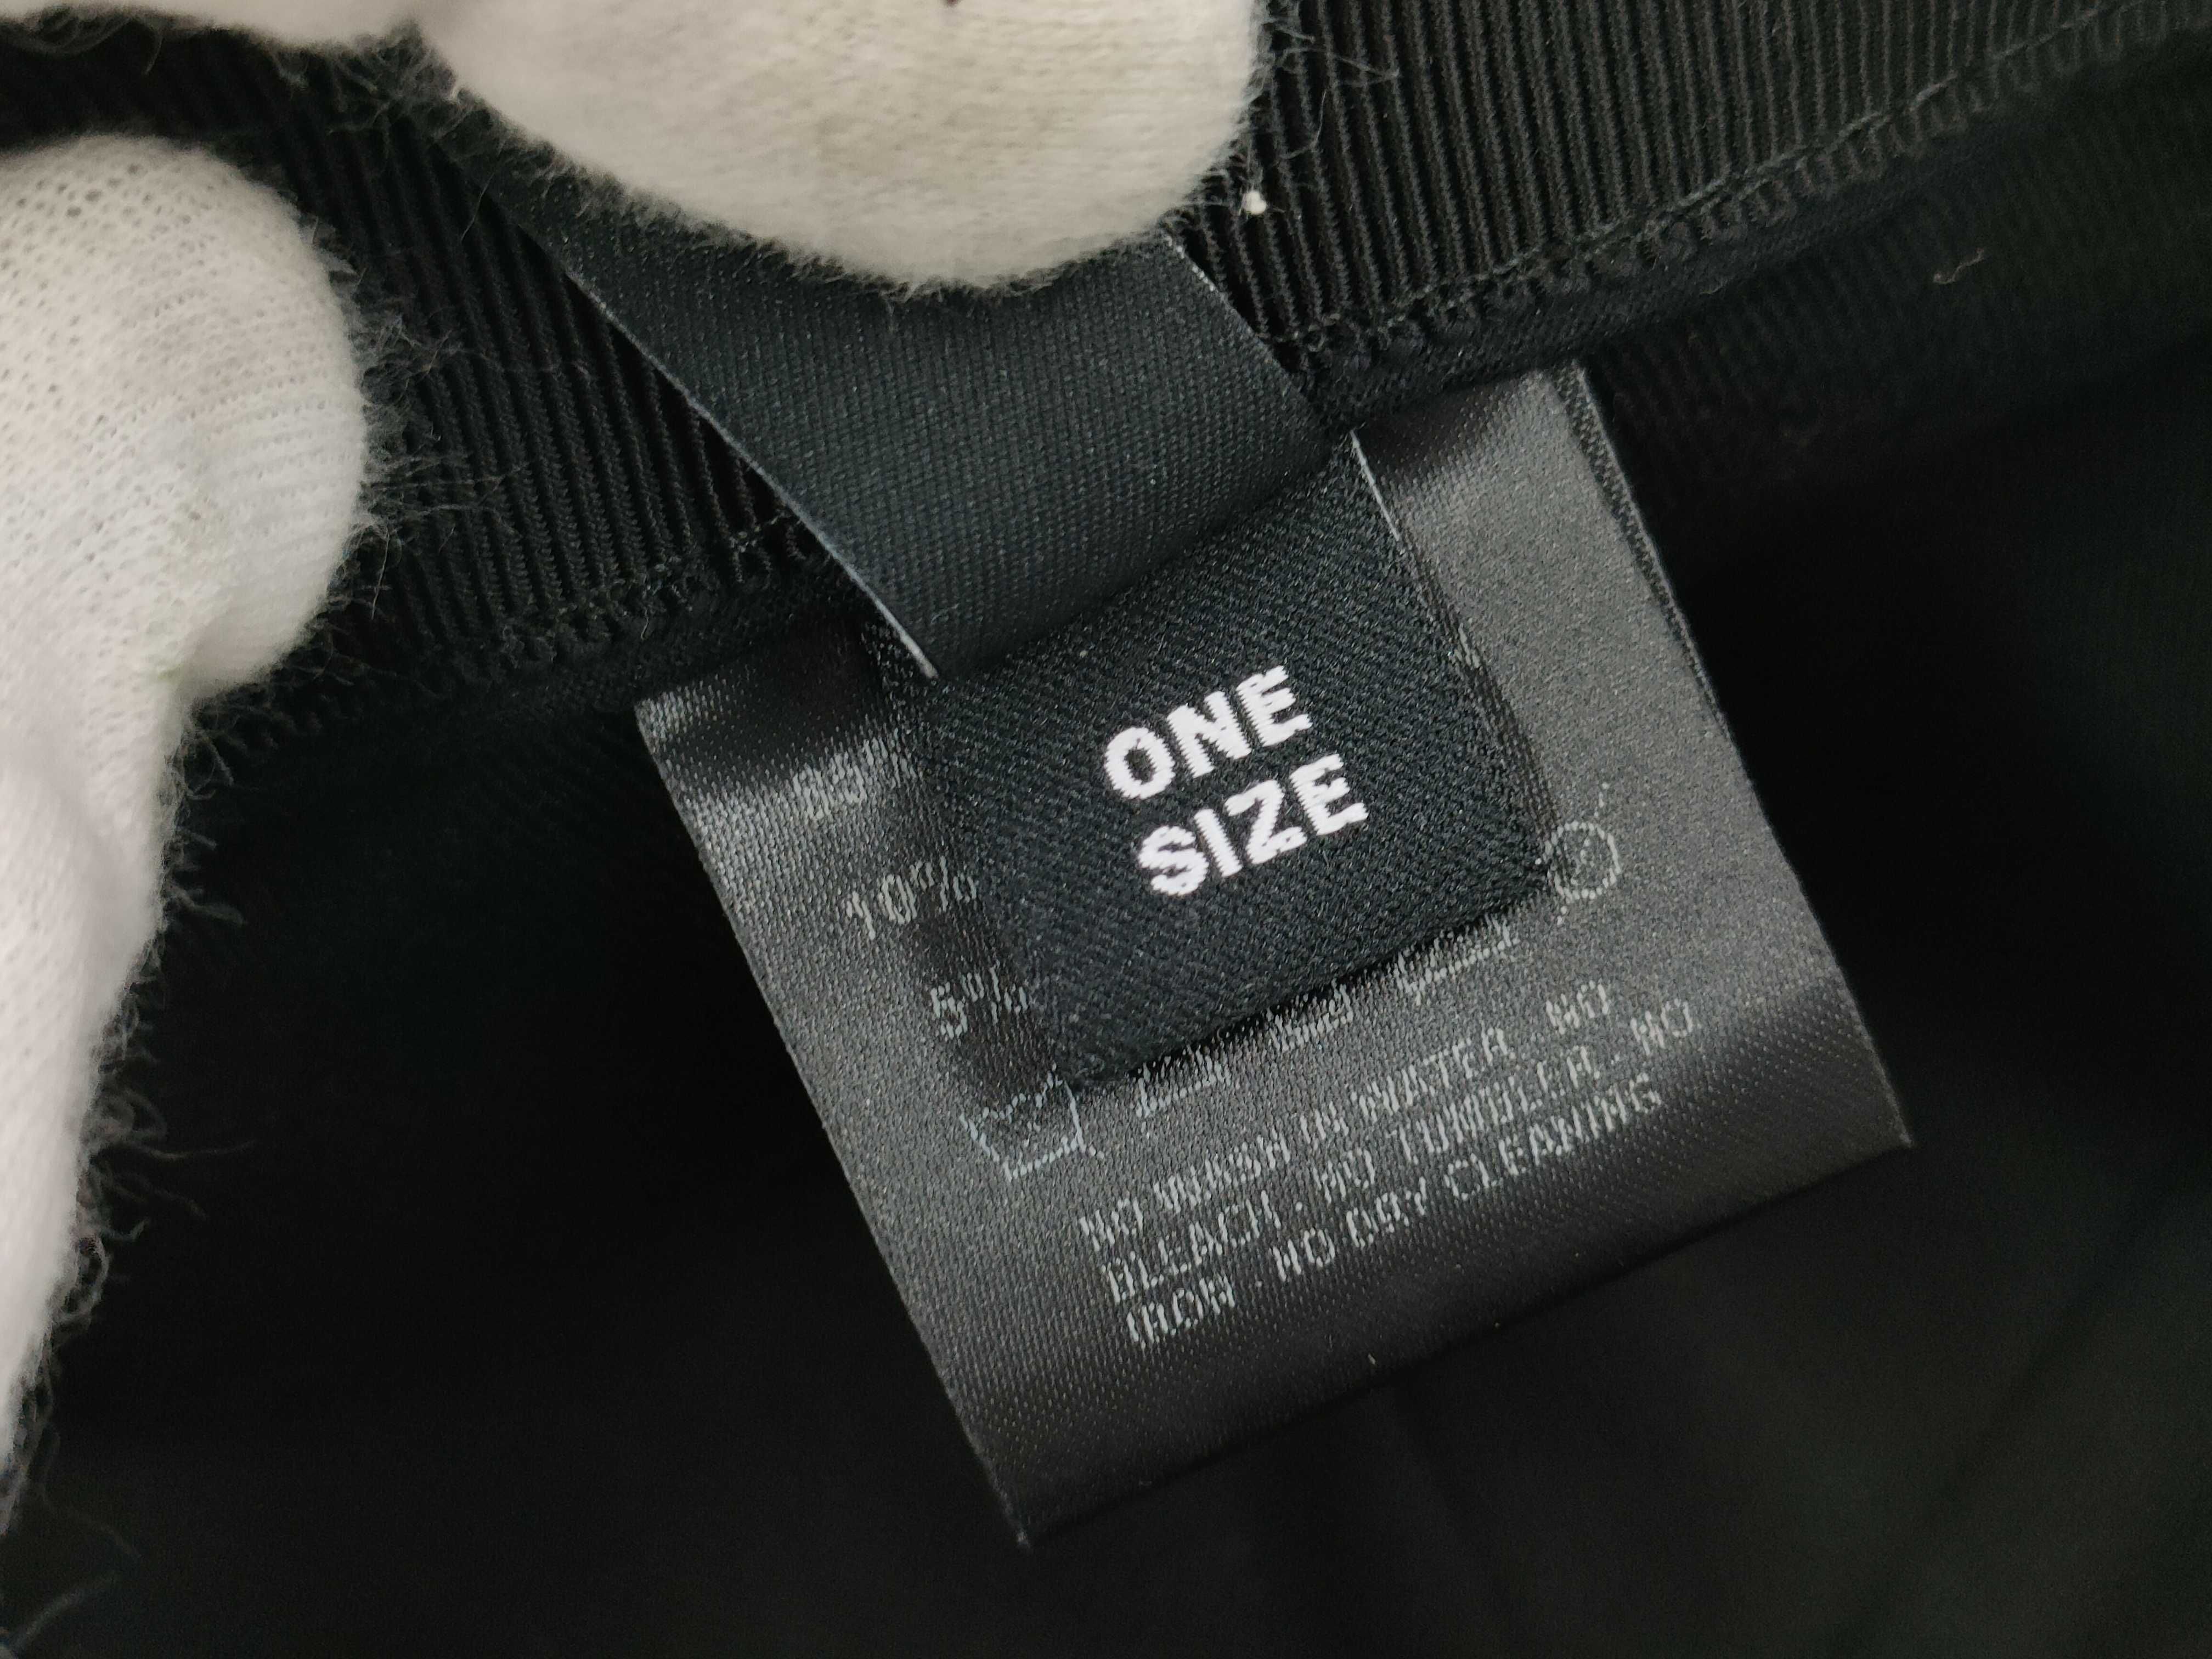 ONE
SIZE
10%
5%
NO WASH IN WATER . NO
BLEACH . NO TUMBLER . NO
IRON . NO DRY CLEANING